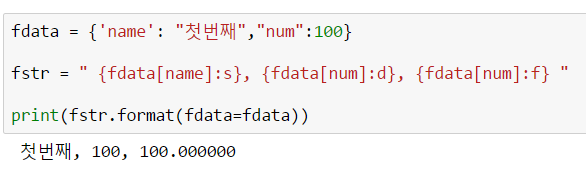 fdata = {'name': "첫번째","num":100}
fstr = " {fdata[name]:s}, {fdata[num]:d}, {fdata[num]:f} "
print(fstr.format(fdata=fdata))
첫번째, 100, 100.000000